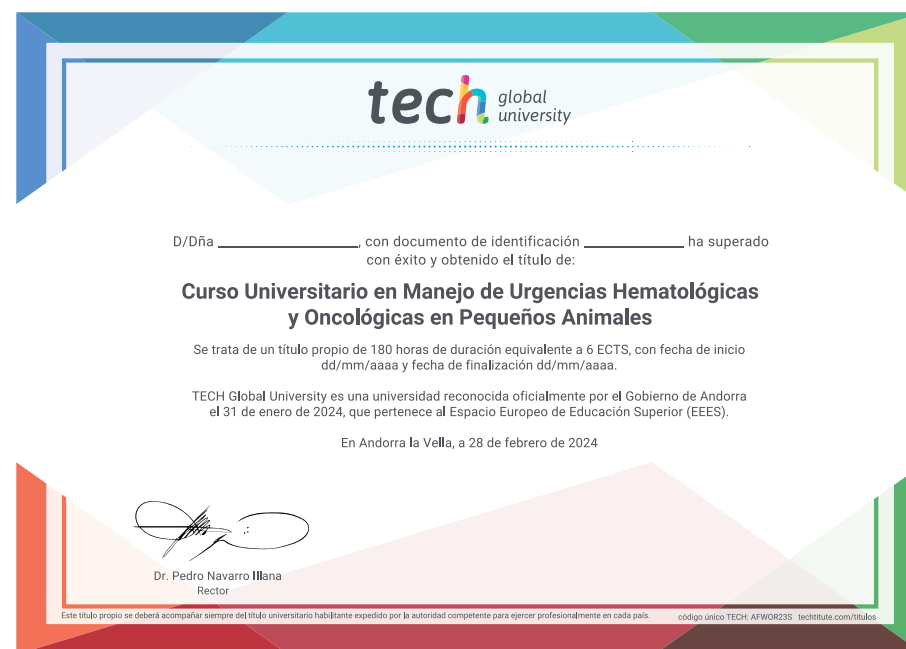 tech global
university
D/Dña ______________, con documento de identificación __________ ha superado
con éxito y obtenido el título de:
Curso Universitario en Manejo de Urgencias Hematológicas
y Oncológicas en Pequeños Animales
Se trata de un título propio de 180 horas de duración equivalente a 6 ECTS, con fecha de inicio
dd/mm/aaaa y fecha de finalización dd/mm/aaaa.
TECH Global University es una universidad reconocida oficialmente por el Gobierno de Andorra
el 31 de enero de 2024, que pertenece al Espacio Europeo de Educación Superior (EEES).
En Andorra la Vella, a 28 de febrero de 2024
Dr. Pedro Navarro Illana
Rector
Este título propio se deberá acompañar siempre del título universitario habilitante expedido por la autoridad competente para ejercer profesionalmente en cada país.
código único TECH: AFWOR23S techtitute.com/titulos